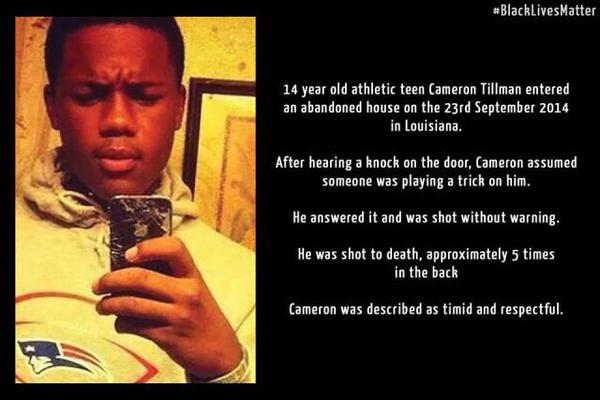 #BlackLivesMatter
14 year old athletic teen Cameron Tillman entered
an abandoned house on the 23rd September 2014
in Louisiana.
After hearing a knock on the door, Cameron assumed
someone was playing a trick on him.
He answered it and was shot without warning.
He was shot to death, approximately 5 times
in the back
Cameron was described as timid and respectful.